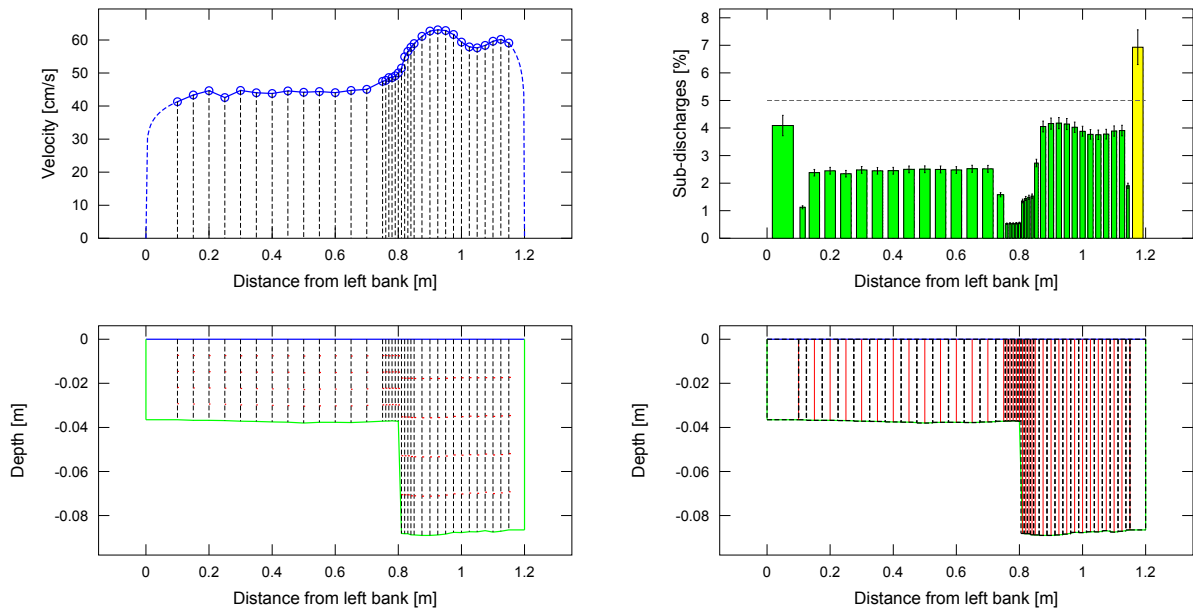 Velocity [cm/s]
60
40
20
0
0 0.2 0.4 0.6 0.8 1 1.2
Distance from left bank [m]
Sub-discharges [%]
8
7
6
5
4
3
2
1
0
0 0.2 0.4 0.6 0.8 1 1.2
Distance from left bank [m]
Depth [m]
0
-0.02
-0.04
-0.06
-0.08
0 0.2 0.4 0.6 0.8 1 1.2
Distance from left bank [m]
Depth [m]
0
-0.02
-0.04
-0.06
-0.08
0 0.2 0.4 0.6 0.8 1 1.2
Distance from left bank [m]